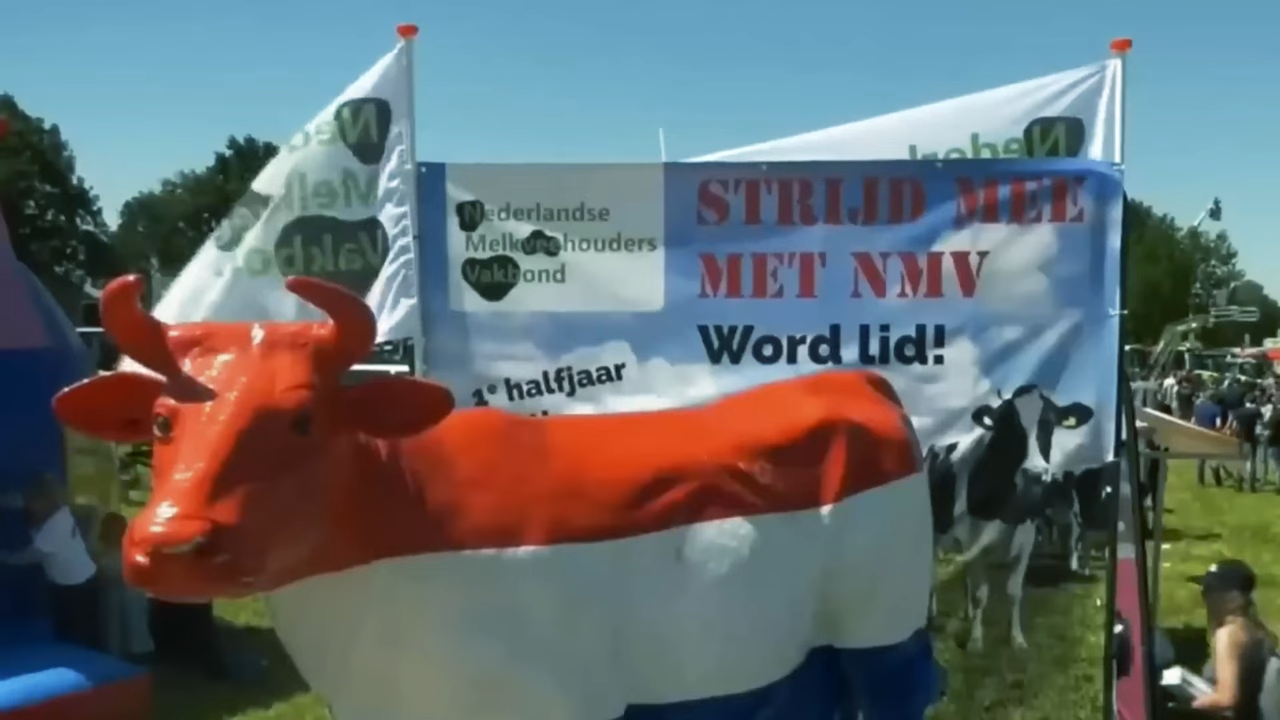 Nederlandse
Melkveehouders
Vakbond
STRIJD MEE
MET NMV
Word lid!
1e halfjaar